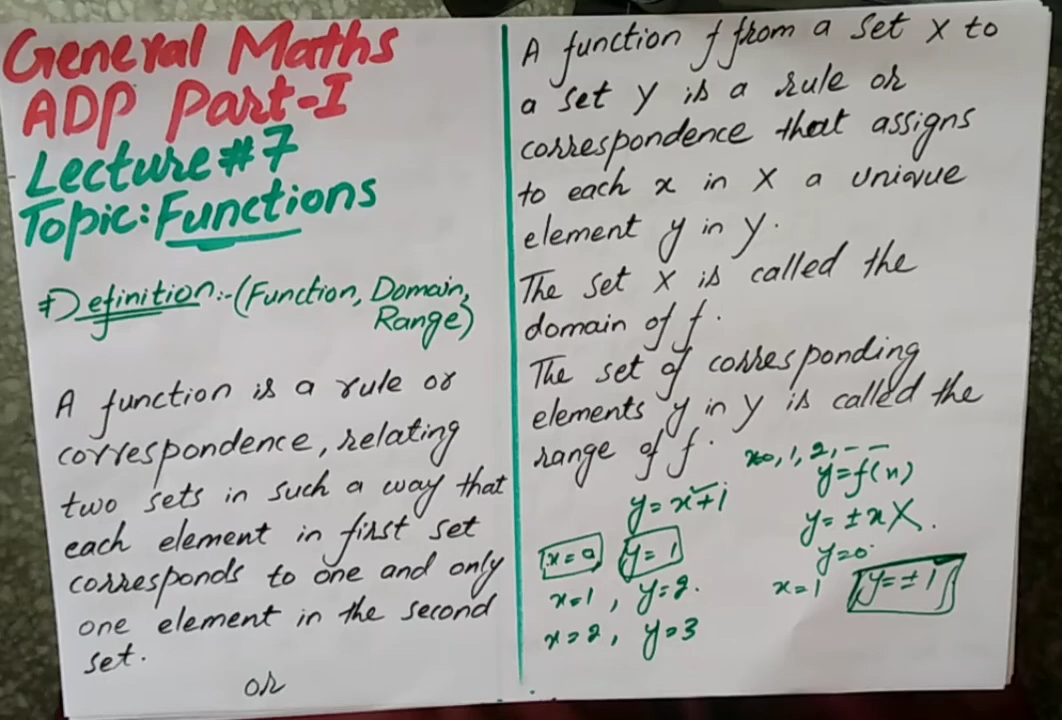 General Maths
ADP Part-I
Lecture#7
Topic: Functions
Definition:-(Function, Domain,
Range)
A function is a rule or
correspondence, relating
two sets in such a way that
each element in first set
corresponds to one and only
one element in the second
set.
or
A function f from a set X to
a set Y is a rule or
correspondence that assigns
to each x in X a unique
element y in Y.
The set X is called the
domain of f.
The set of corresponding
elements y in Y is called the
range of f.
0, 1, 2, - -
y=f(x)
y=x²+1
y=±x X.
x=0 y=1
y=0
x=1, y=2.
x=1 y=±1
x=2, y=3